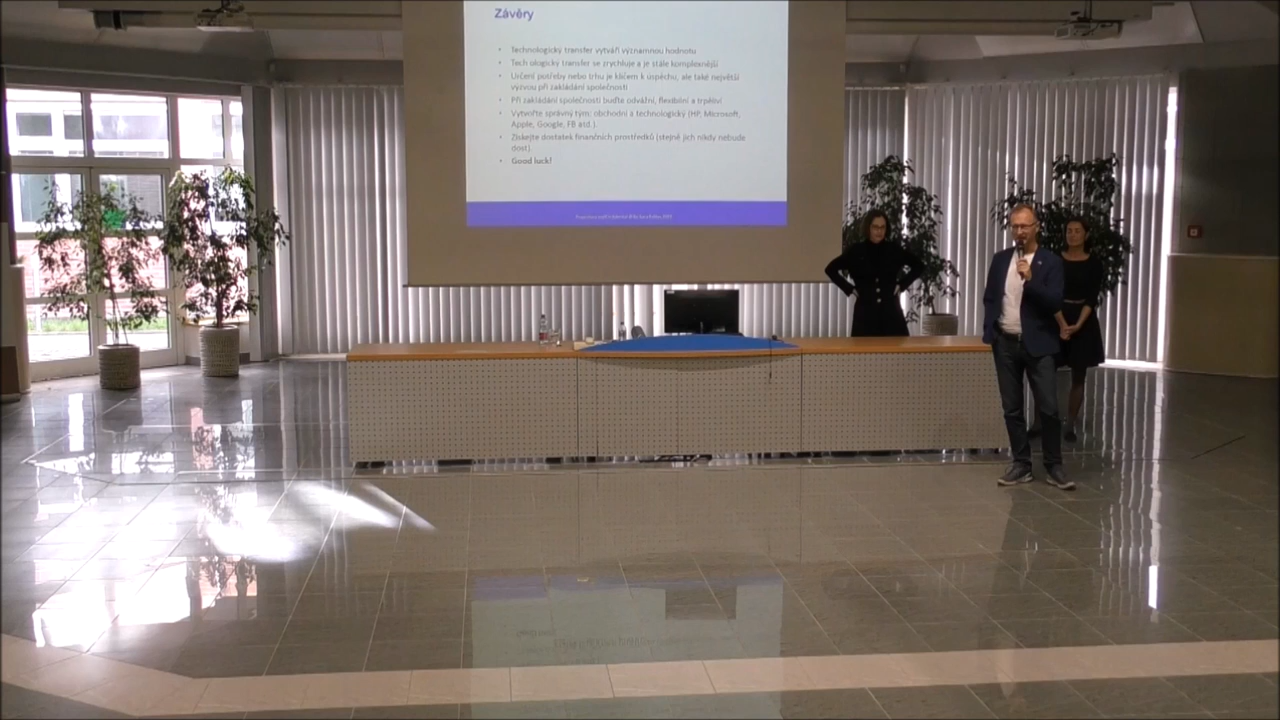 Závěry
• Technologický transfer vytváří významnou hodnotu
• Tech ologický transfer se zrychluje a je stále komplexnější
• Určení potřeby nebo trhu je klíčem k úspěchu, ale také největší
výzvou při zakládání společnosti
• Při zakládání společnosti buďte odvážní, flexibilní a trpěliví
• Vytvořte správný tým: obchodní a technologický (HP, Microsoft,
Apple, Google, FB atd.).
• Získejte dostatek finančních prostředků (stejně jich nikdy nebude
dost).
• Good luck!